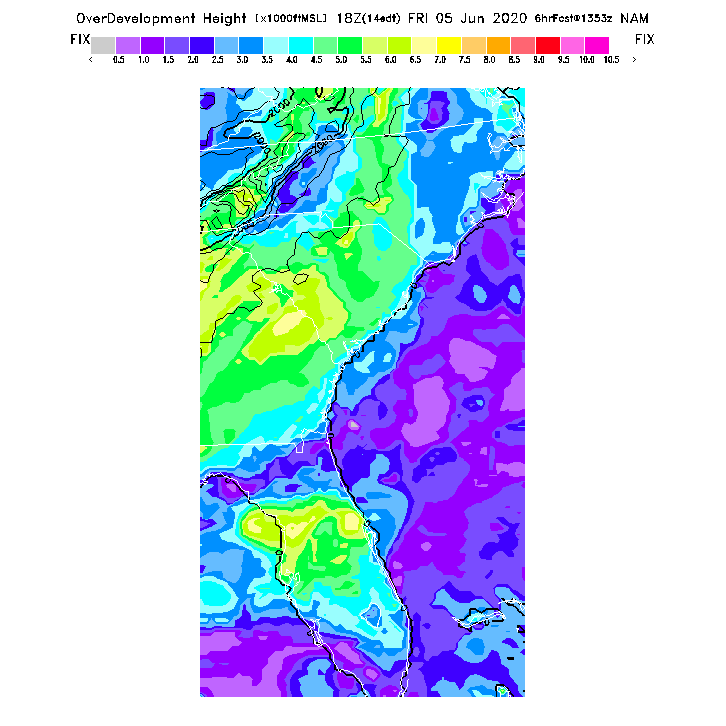 OverDevelopment Height [x1000ftMSL] 18Z(14edt) FRI 05 Jun 2020 6hrFcst@1353z NAM
FIX FIX
< 0.5 1.0 1.5 2.0 2.5 3.0 3.5 4.0 4.5 5.0 5.5 6.0 6.5 7.0 7.5 8.0 8.5 9.0 9.5 10.0 10.5 >
2000